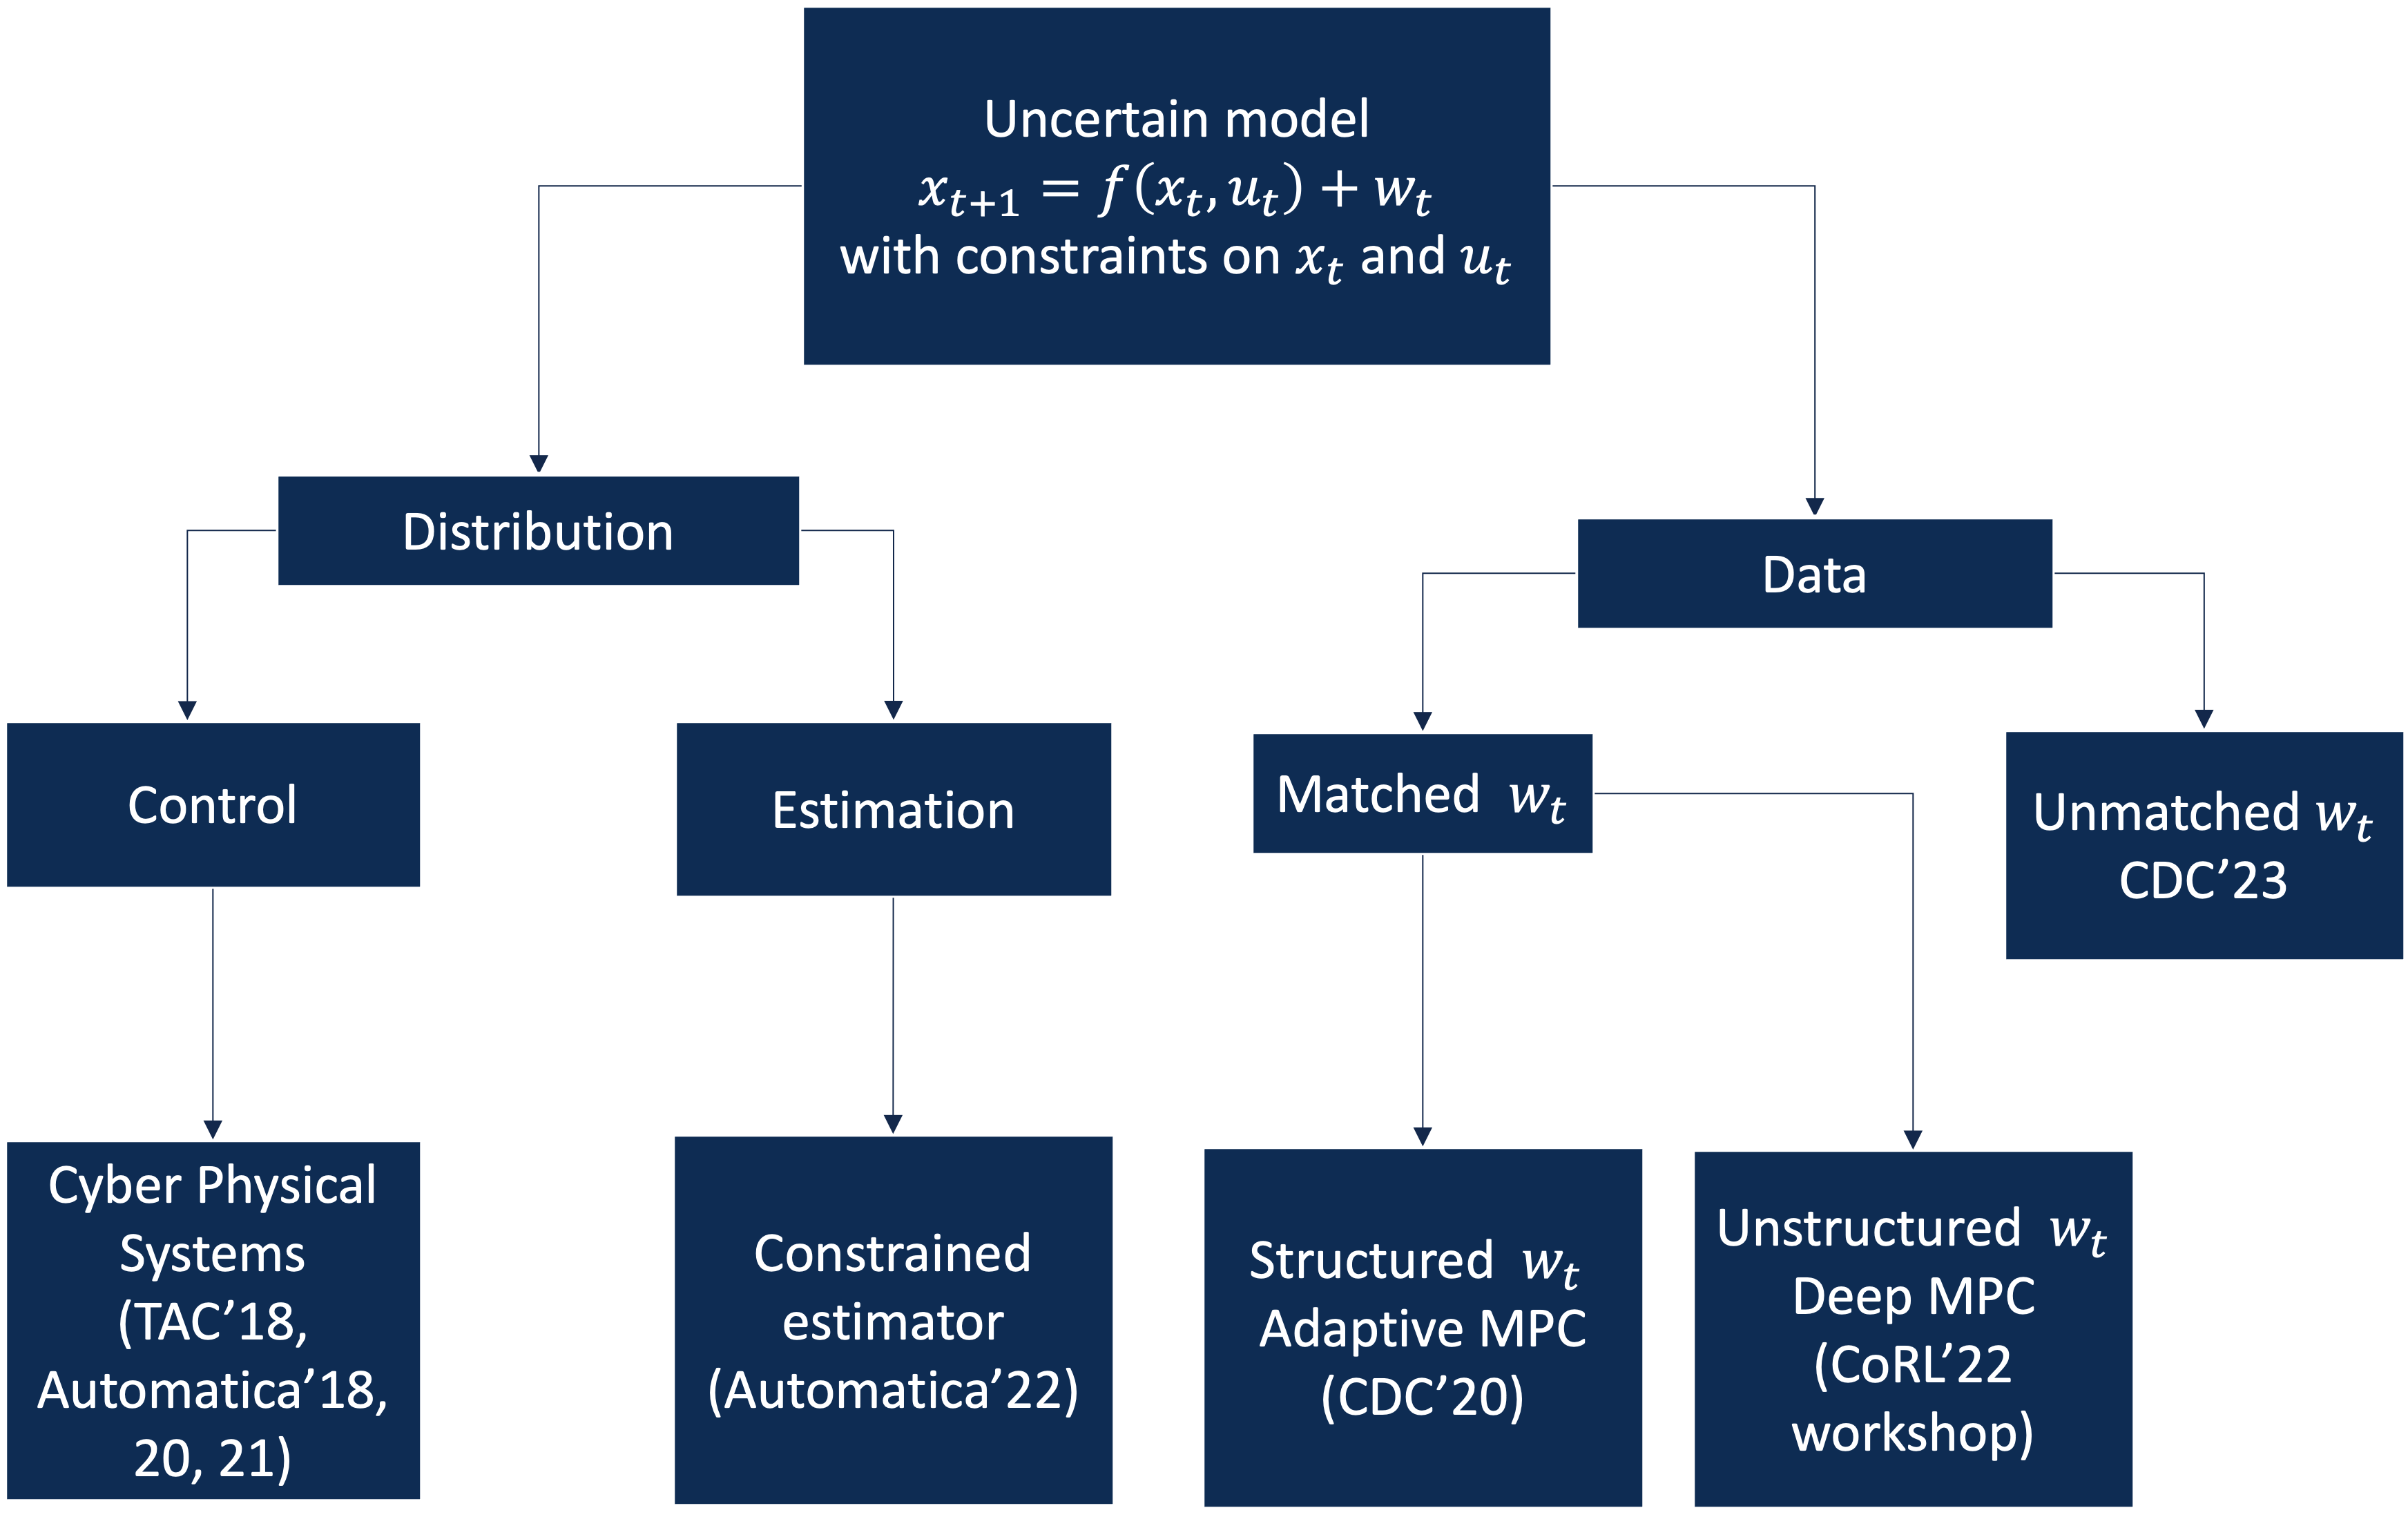 Uncertain model
x_{t+1} = f(x_t, u_t) + w_t
with constraints on x_t and u_t
Distribution
Data
Control
Estimation
Matched w_t
Unmatched w_t
CDC’23
Cyber Physical
Systems
(TAC’18,
Automatica’18,
20, 21)
Constrained
estimator
(Automatica’22)
Structured w_t
Adaptive MPC
(CDC’20)
Unstructured w_t
Deep MPC
(CoRL’22
workshop)